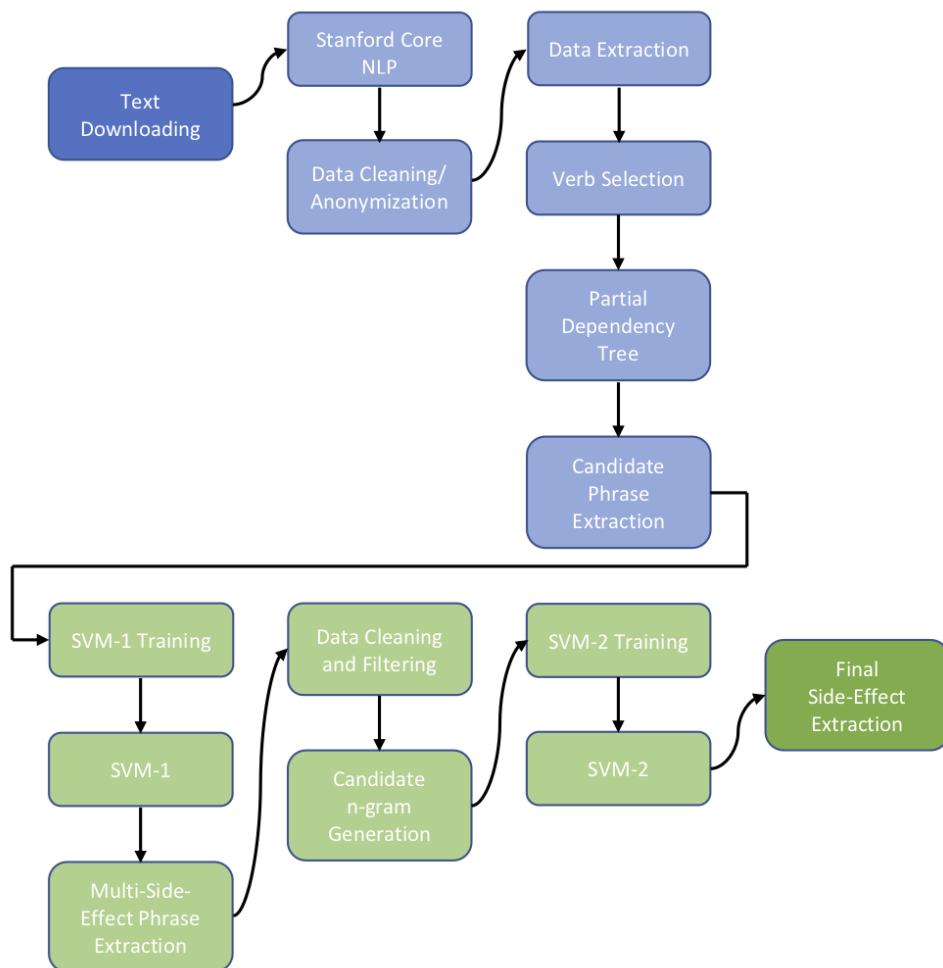 Text
Downloading
Stanford Core
NLP
Data Cleaning/
Anonymization
Data Extraction
Verb Selection
Partial
Dependency
Tree
Candidate
Phrase
Extraction
SVM-1 Training
SVM-1
Multi-Side-
Effect Phrase
Extraction
Data Cleaning
and Filtering
Candidate
n-gram
Generation
SVM-2 Training
SVM-2
Final
Side-Effect
Extraction